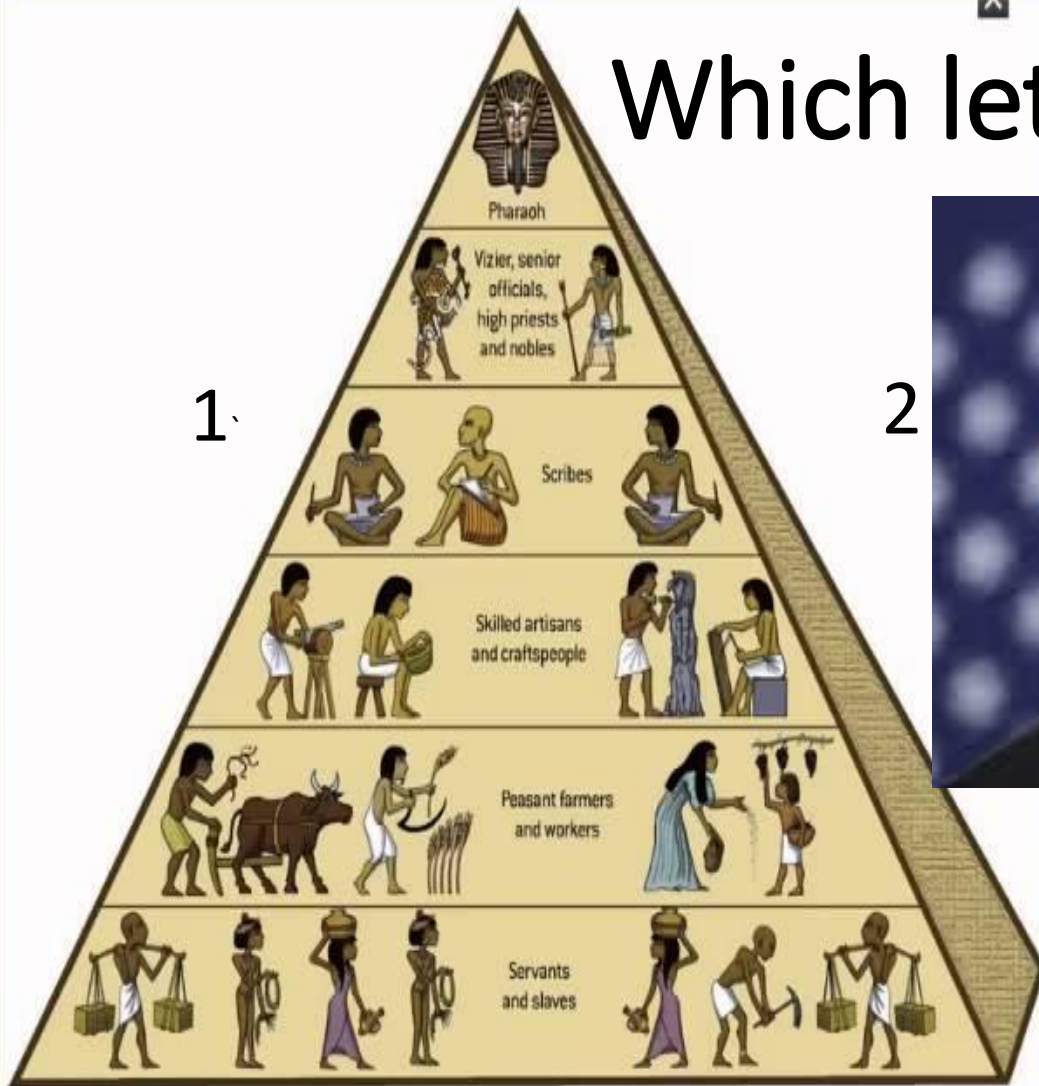 Which let
Pharaoh
Vizier, senior
officials,
high priests
and nobles
1`
2
Scribes
Skilled artisans
and craftspeople
Peasant farmers
and workers
Servants
and slaves